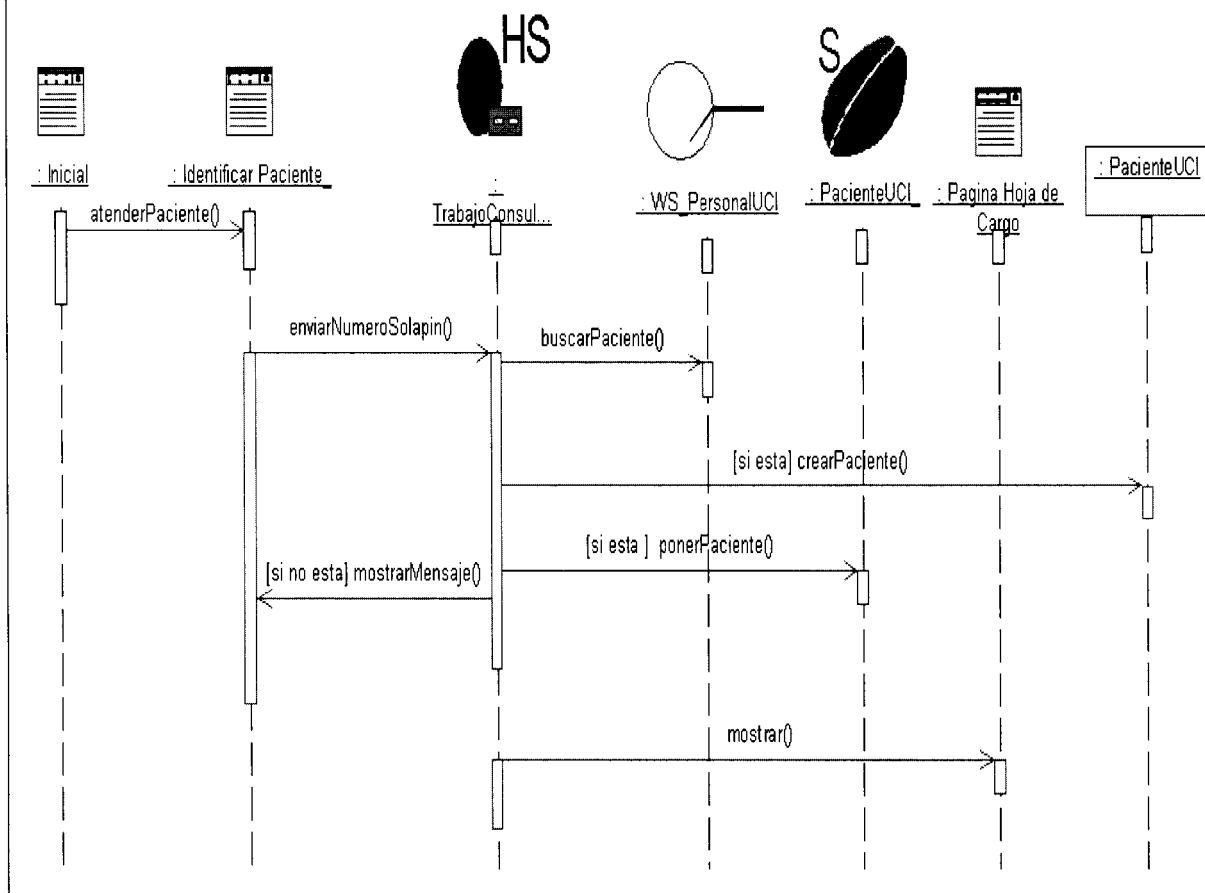 HS
S
: Inicial
: Identificar Paciente_
:
TrabajoConsul...
: WS_PersonalUCI
: PacienteUCI_
: Pagina Hoja de
Cargo
: PacienteUCI
atenderPaciente()
enviarNumeroSolapin()
buscarPaciente()
[si esta] crearPaciente()
[si esta ] ponerPaciente()
[si no esta] mostrarMensaje()
mostrar()